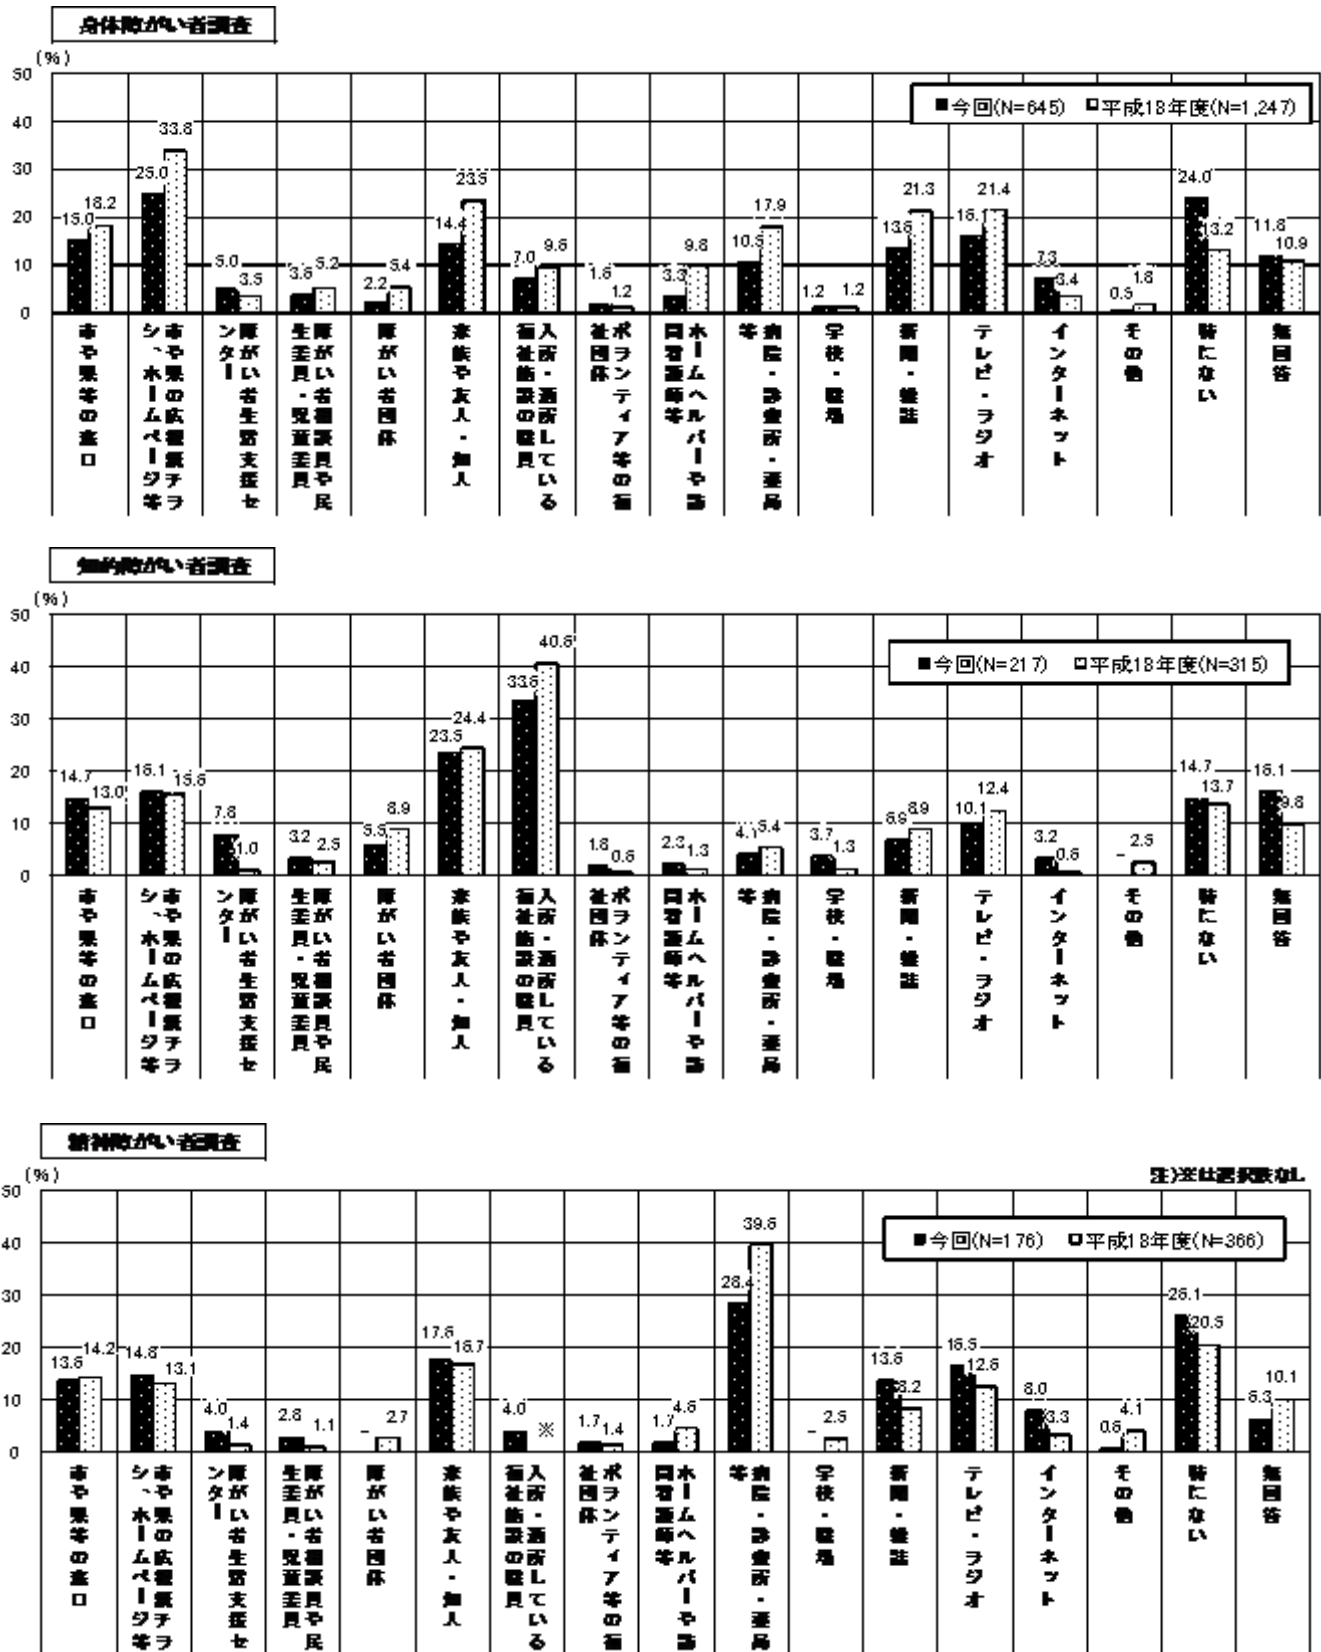 身体障がい者調査
(%)
■今回(N=645) □平成18年度(N=1,247)
50
40
30
20
10
0
15.0 18.2
25.0 33.8
5.0 3.5
3.8 5.2
2.2 5.4
14.4 23.5
7.0 9.6
1.6 1.2
3.3 9.8
10.5 17.9
1.2 1.2
13.6 21.3
16.1 21.4
7.3 3.4
0.5 1.8
24.0 13.2
11.8 10.9
市や県等の窓口
市や県の広報紙チラシ、ホームページ等
障がい者生活支援センター
障がい者相談員や民生委員・児童委員
障がい者団体
家族や友人・知人
入所・通所している福祉施設の職員
ボランティア等の福祉団体
ホームヘルパーや訪問看護師等
病院・診療所・薬局等
学校・職場
新聞・雑誌
テレビ・ラジオ
インターネット
その他
特にない
無回答
知的障がい者調査
(%)
■今回(N=217) □平成18年度(N=315)
50
40
30
20
10
0
14.7 13.0
16.1 15.6
7.8 1.0
3.2 2.5
5.5 8.9
23.5 24.4
33.6 40.6
1.8 0.6
2.3 1.3
4.1 5.4
3.7 1.3
6.9 8.9
10.1 12.4
3.2 0.6
- 2.5
14.7 13.7
16.1 9.8
市や県等の窓口
市や県の広報紙チラシ、ホームページ等
障がい者生活支援センター
障がい者相談員や民生委員・児童委員
障がい者団体
家族や友人・知人
入所・通所している福祉施設の職員
ボランティア等の福祉団体
ホームヘルパーや訪問看護師等
病院・診療所・薬局等
学校・職場
新聞・雑誌
テレビ・ラジオ
インターネット
その他
特にない
無回答
精神障がい者調査
(%)
注)※は選択肢なし
■今回(N=176) □平成18年度(N=366)
50
40
30
20
10
0
13.6 14.2
14.8 13.1
4.0 1.4
2.8 1.1
- 2.7
17.6 16.7
4.0 ※
1.7 1.4
1.7 4.6
28.4 39.6
- 2.5
13.6 8.2
16.5 12.6
8.0 3.3
0.6 4.1
26.1 20.5
6.3 10.1
市や県等の窓口
市や県の広報紙チラシ、ホームページ等
障がい者生活支援センター
障がい者相談員や民生委員・児童委員
障がい者団体
家族や友人・知人
入所・通所している福祉施設の職員
ボランティア等の福祉団体
ホームヘルパーや訪問看護師等
病院・診療所・薬局等
学校・職場
新聞・雑誌
テレビ・ラジオ
インターネット
その他
特にない
無回答